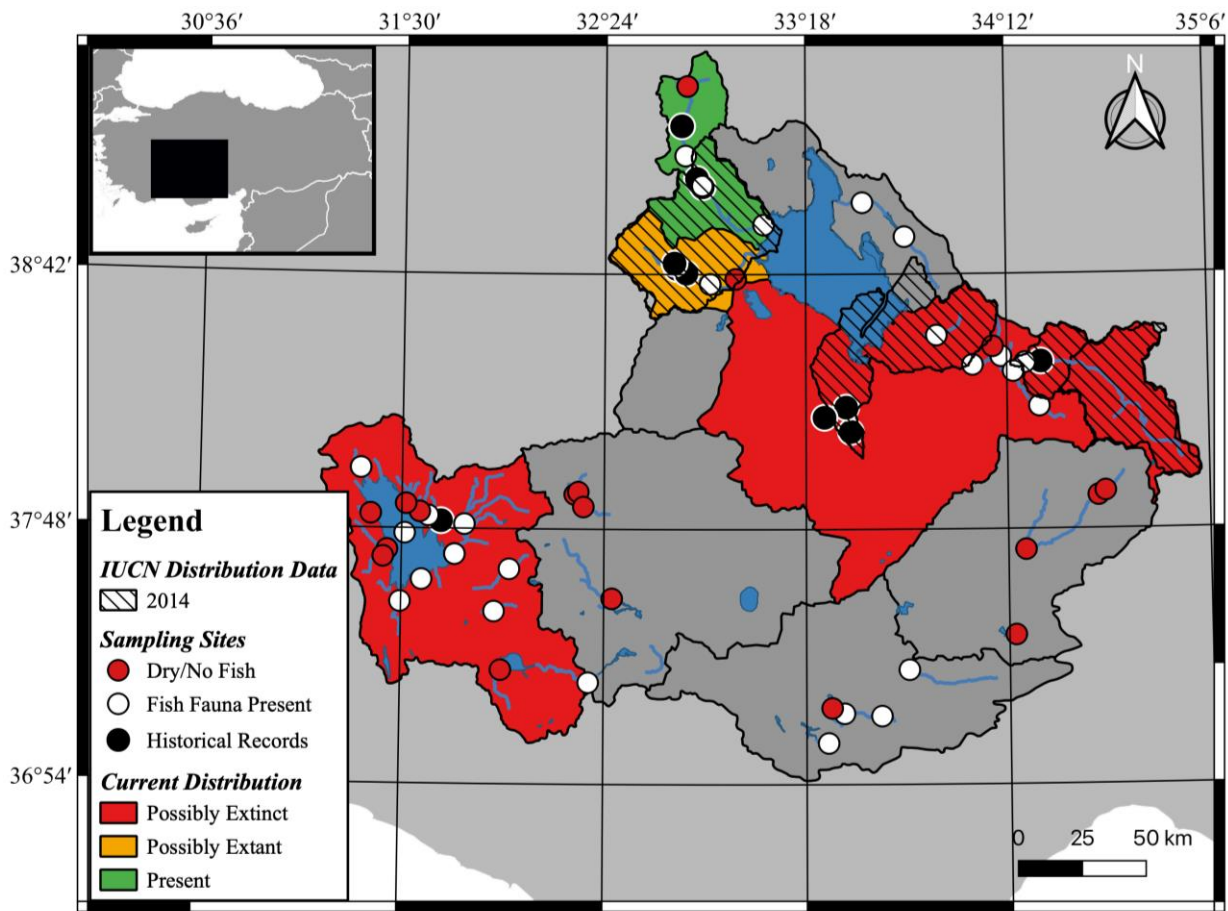 30°36′ 31°30′ 32°24′ 33°18′ 34°12′ 35°6′
N
38°42′
37°48′
36°54′
Legend
IUCN Distribution Data
2014
Sampling Sites
Dry/No Fish
Fish Fauna Present
Historical Records
Current Distribution
Possibly Extinct
Possibly Extant
Present
0 25 50 km